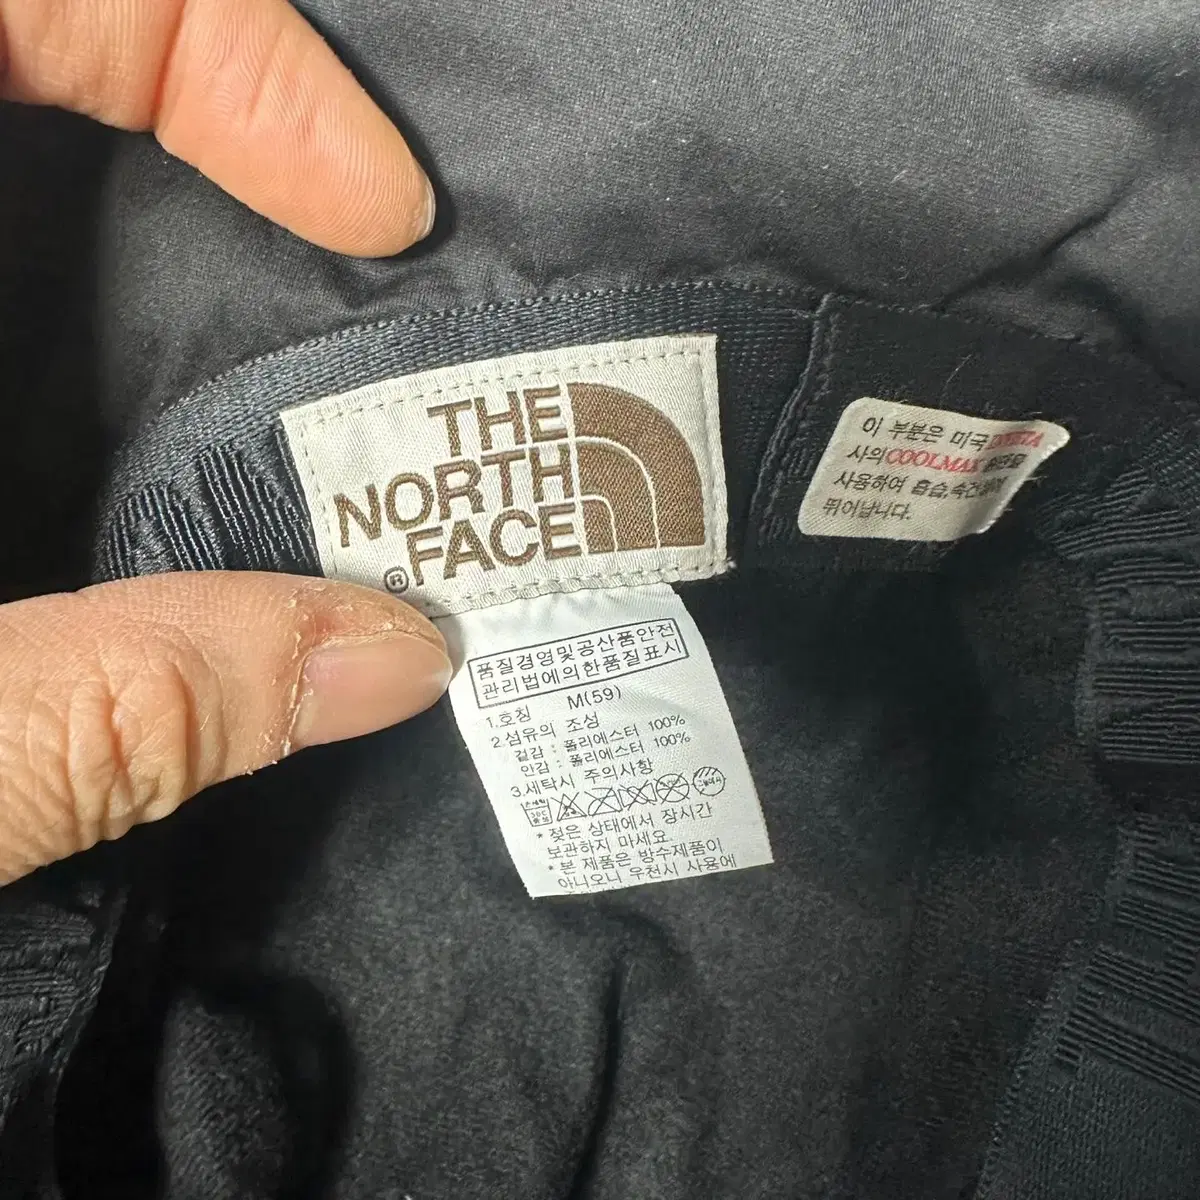 THE
NORTH
FACE
®
이 부분은 미국 INVISTA
사의 COOLMAX
사용하여 흡습,속건
뛰어납니다.
품질경영및공산품안전
관리법에의한품질표시
1.호칭 M(59)
2.섬유의 조성
겉감 : 폴리에스터 100%
안감 : 폴리에스터 100%
3.세탁시 주의사항
* 젖은 상태에서 장시간
보관하지 마세요.
* 본 제품은 방수제품이
아니오니 우천시 사용에